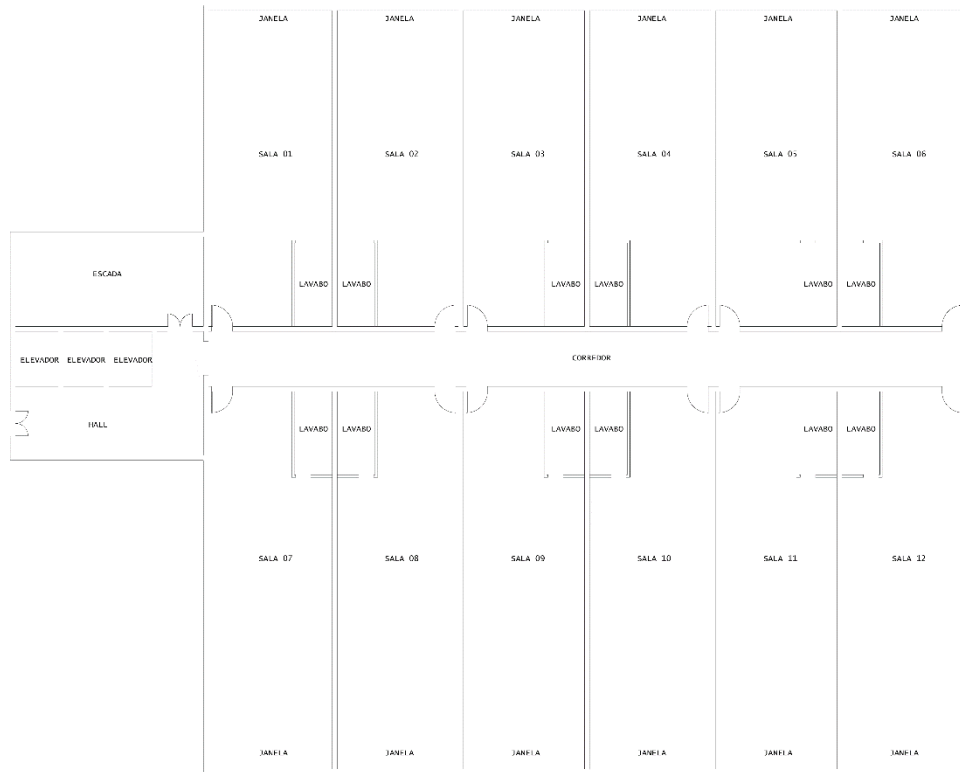 JANELA JANELA JANELA JANELA JANELA JANELA
SALA 01 SALA 02 SALA 03 SALA 04 SALA 05 SALA 06
ESCADA
LAVABO LAVABO LAVABO LAVABO LAVABO LAVABO
ELEVADOR ELEVADOR ELEVADOR CORREDOR
HALL
LAVABO LAVABO LAVABO LAVABO LAVABO LAVABO
SALA 07 SALA 08 SALA 09 SALA 10 SALA 11 SALA 12
JANELA JANELA JANELA JANELA JANELA JANELA